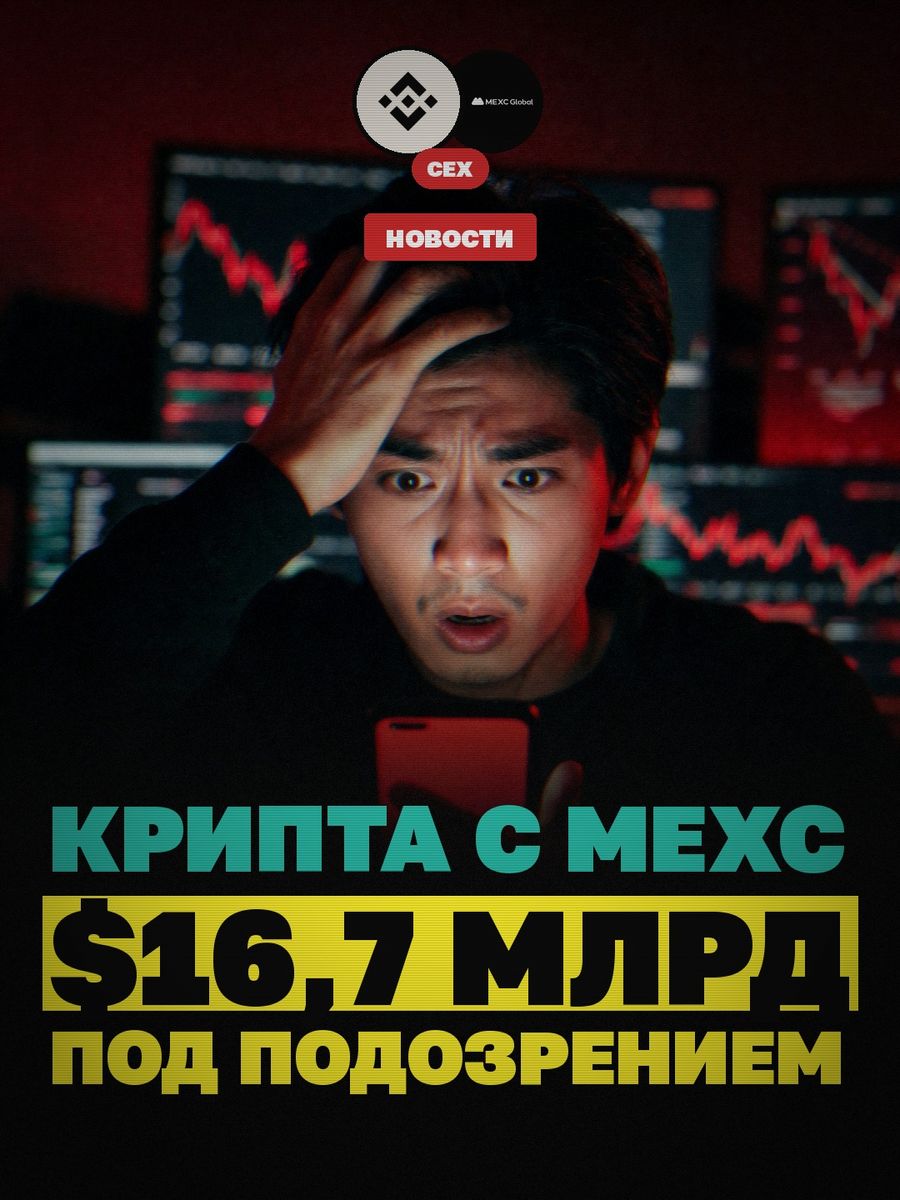 MEXC Global
CEX
НОВОСТИ
КРИПТА С MEXC
$16,7 МЛРД
ПОД ПОДОЗРЕНИЕМ